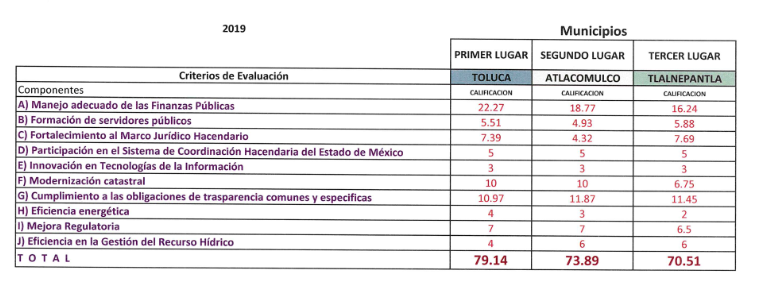 2019 Municipios
PRIMER LUGAR SEGUNDO LUGAR TERCER LUGAR
Criterios de Evaluación TOLUCA ATLACOMULCO TLALNEPANTLA
Componentes CALIFICACION CALIFICACION CALIFICACION
A) Manejo adecuado de las Finanzas Públicas 22.27 18.77 16.24
B) Formación de servidores públicos 5.51 4.93 5.88
C) Fortalecimiento al Marco Jurídico Hacendario 7.39 4.32 7.69
D) Participación en el Sistema de Coordinación Hacendaria del Estado de México 5 5 5
E) Innovación en Tecnologías de la Información 3 3 3
F) Modernización catastral 10 10 6.75
G) Cumplimiento a las obligaciones de trasparencia comunes y especificas 10.97 11.87 11.45
H) Eficiencia energética 4 3 2
I) Mejora Regulatoria 7 7 6.5
J) Eficiencia en la Gestión del Recurso Hídrico 4 6 6
T O T A L 79.14 73.89 70.51